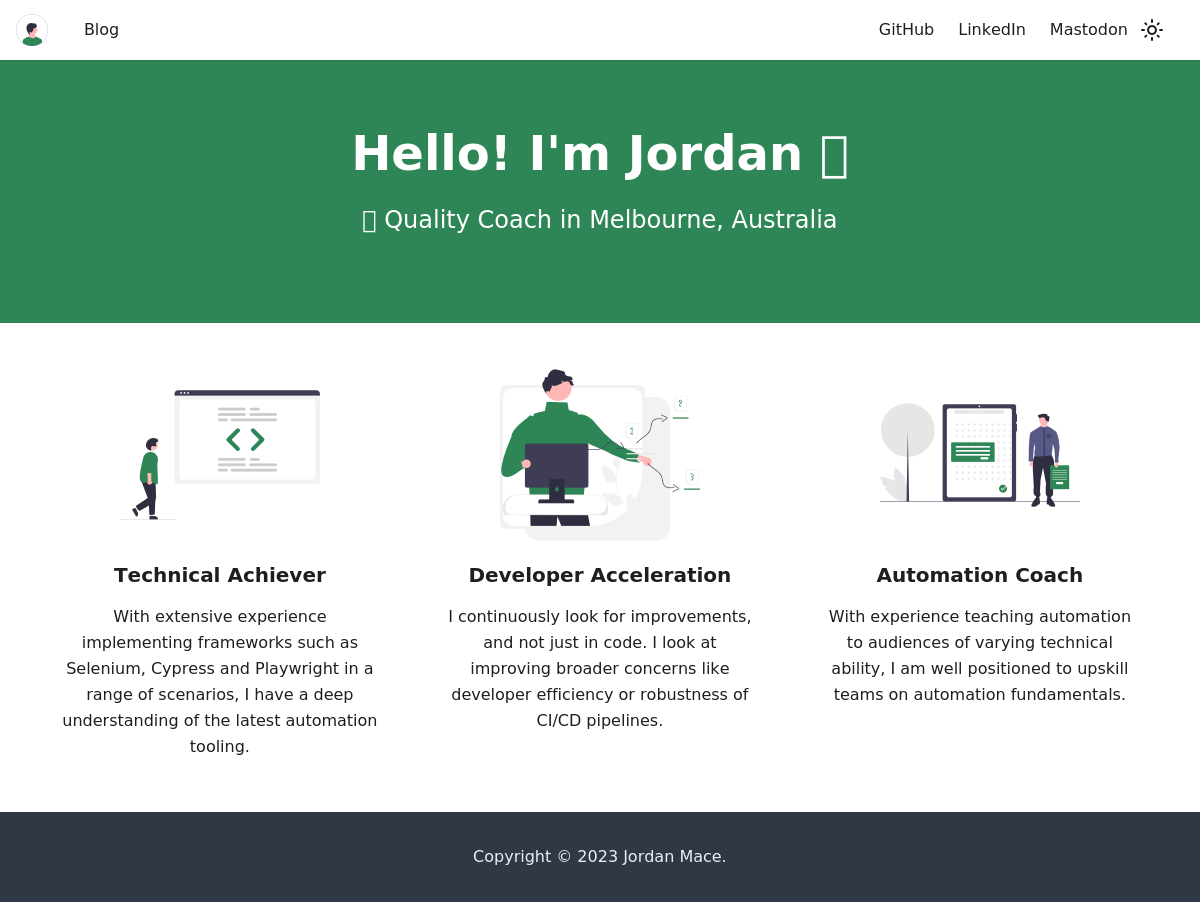 Blog
GitHub
LinkedIn
Mastodon
Hello! I'm Jordan
Quality Coach in Melbourne, Australia
Technical Achiever
With extensive experience
implementing frameworks such as
Selenium, Cypress and Playwright in a
range of scenarios, I have a deep
understanding of the latest automation
tooling.
Developer Acceleration
I continuously look for improvements,
and not just in code. I look at
improving broader concerns like
developer efficiency or robustness of
CI/CD pipelines.
Automation Coach
With experience teaching automation
to audiences of varying technical
ability, I am well positioned to upskill
teams on automation fundamentals.
Copyright © 2023 Jordan Mace.